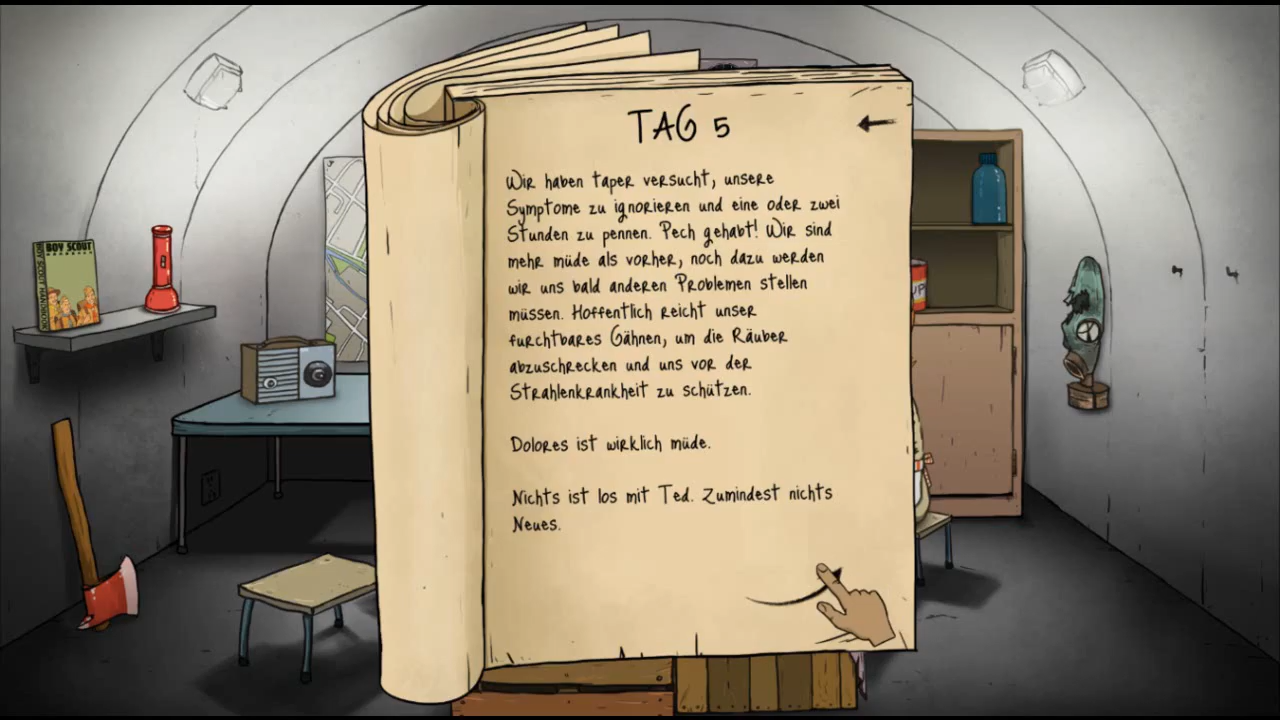 TAG 5
Wir haben taper versucht, unsere
Symptome zu ignorieren und eine oder zwei
Stunden zu pennen. Pech gehabt! Wir sind
mehr müde als vorher, noch dazu werden
wir uns bald anderen Problemen stellen
müssen. Hoffentlich reicht unser
furchtbares Gähnen, um die Räuber
abzuschrecken und uns vor der
Strahlenkrankheit zu schützen.
Dolores ist wirklich müde.
Nichts ist los mit Ted. Zumindest nichts
Neues.
BOY SCOUT
BOY SCOUT HANDBOOK